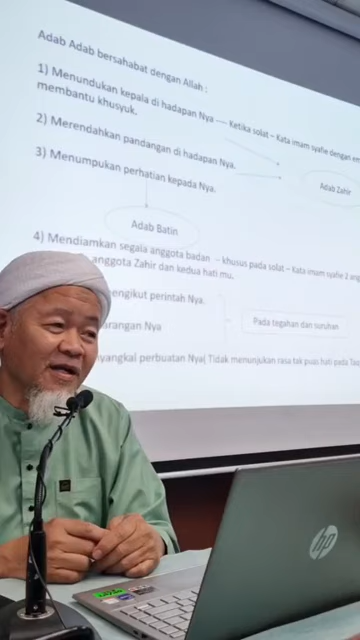 Adab Adab bersahabat dengan Allah :
1) Menundukan kepala di hadapan Nya ---- Ketika solat – Kata imam syafie dengan
membantu khusyuk.
2) Merendahkan pandangan di hadapan Nya.
Adab Zahir
3) Menumpukan perhatian kepada Nya.
Adab Batin
4) Mendiamkan segala anggota badan – khusus pada solat – Kata imam syafie 2
anggota Zahir dan kedua hati mu.
engikut perintah Nya.
arangan Nya
Pada tegahan dan suruhan
nyangkal perbuatan Nya( Tidak menunjukan rasa tak puas hati pada
hp